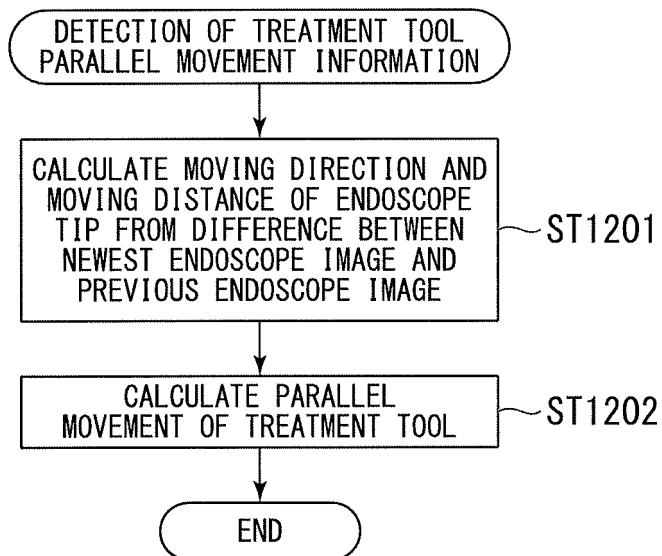 DETECTION OF TREATMENT TOOL
PARALLEL MOVEMENT INFORMATION
CALCULATE MOVING DIRECTION AND
MOVING DISTANCE OF ENDOSCOPE
TIP FROM DIFFERENCE BETWEEN
NEWEST ENDOSCOPE IMAGE AND
PREVIOUS ENDOSCOPE IMAGE
ST1201
CALCULATE PARALLEL
MOVEMENT OF TREATMENT TOOL
ST1202
END